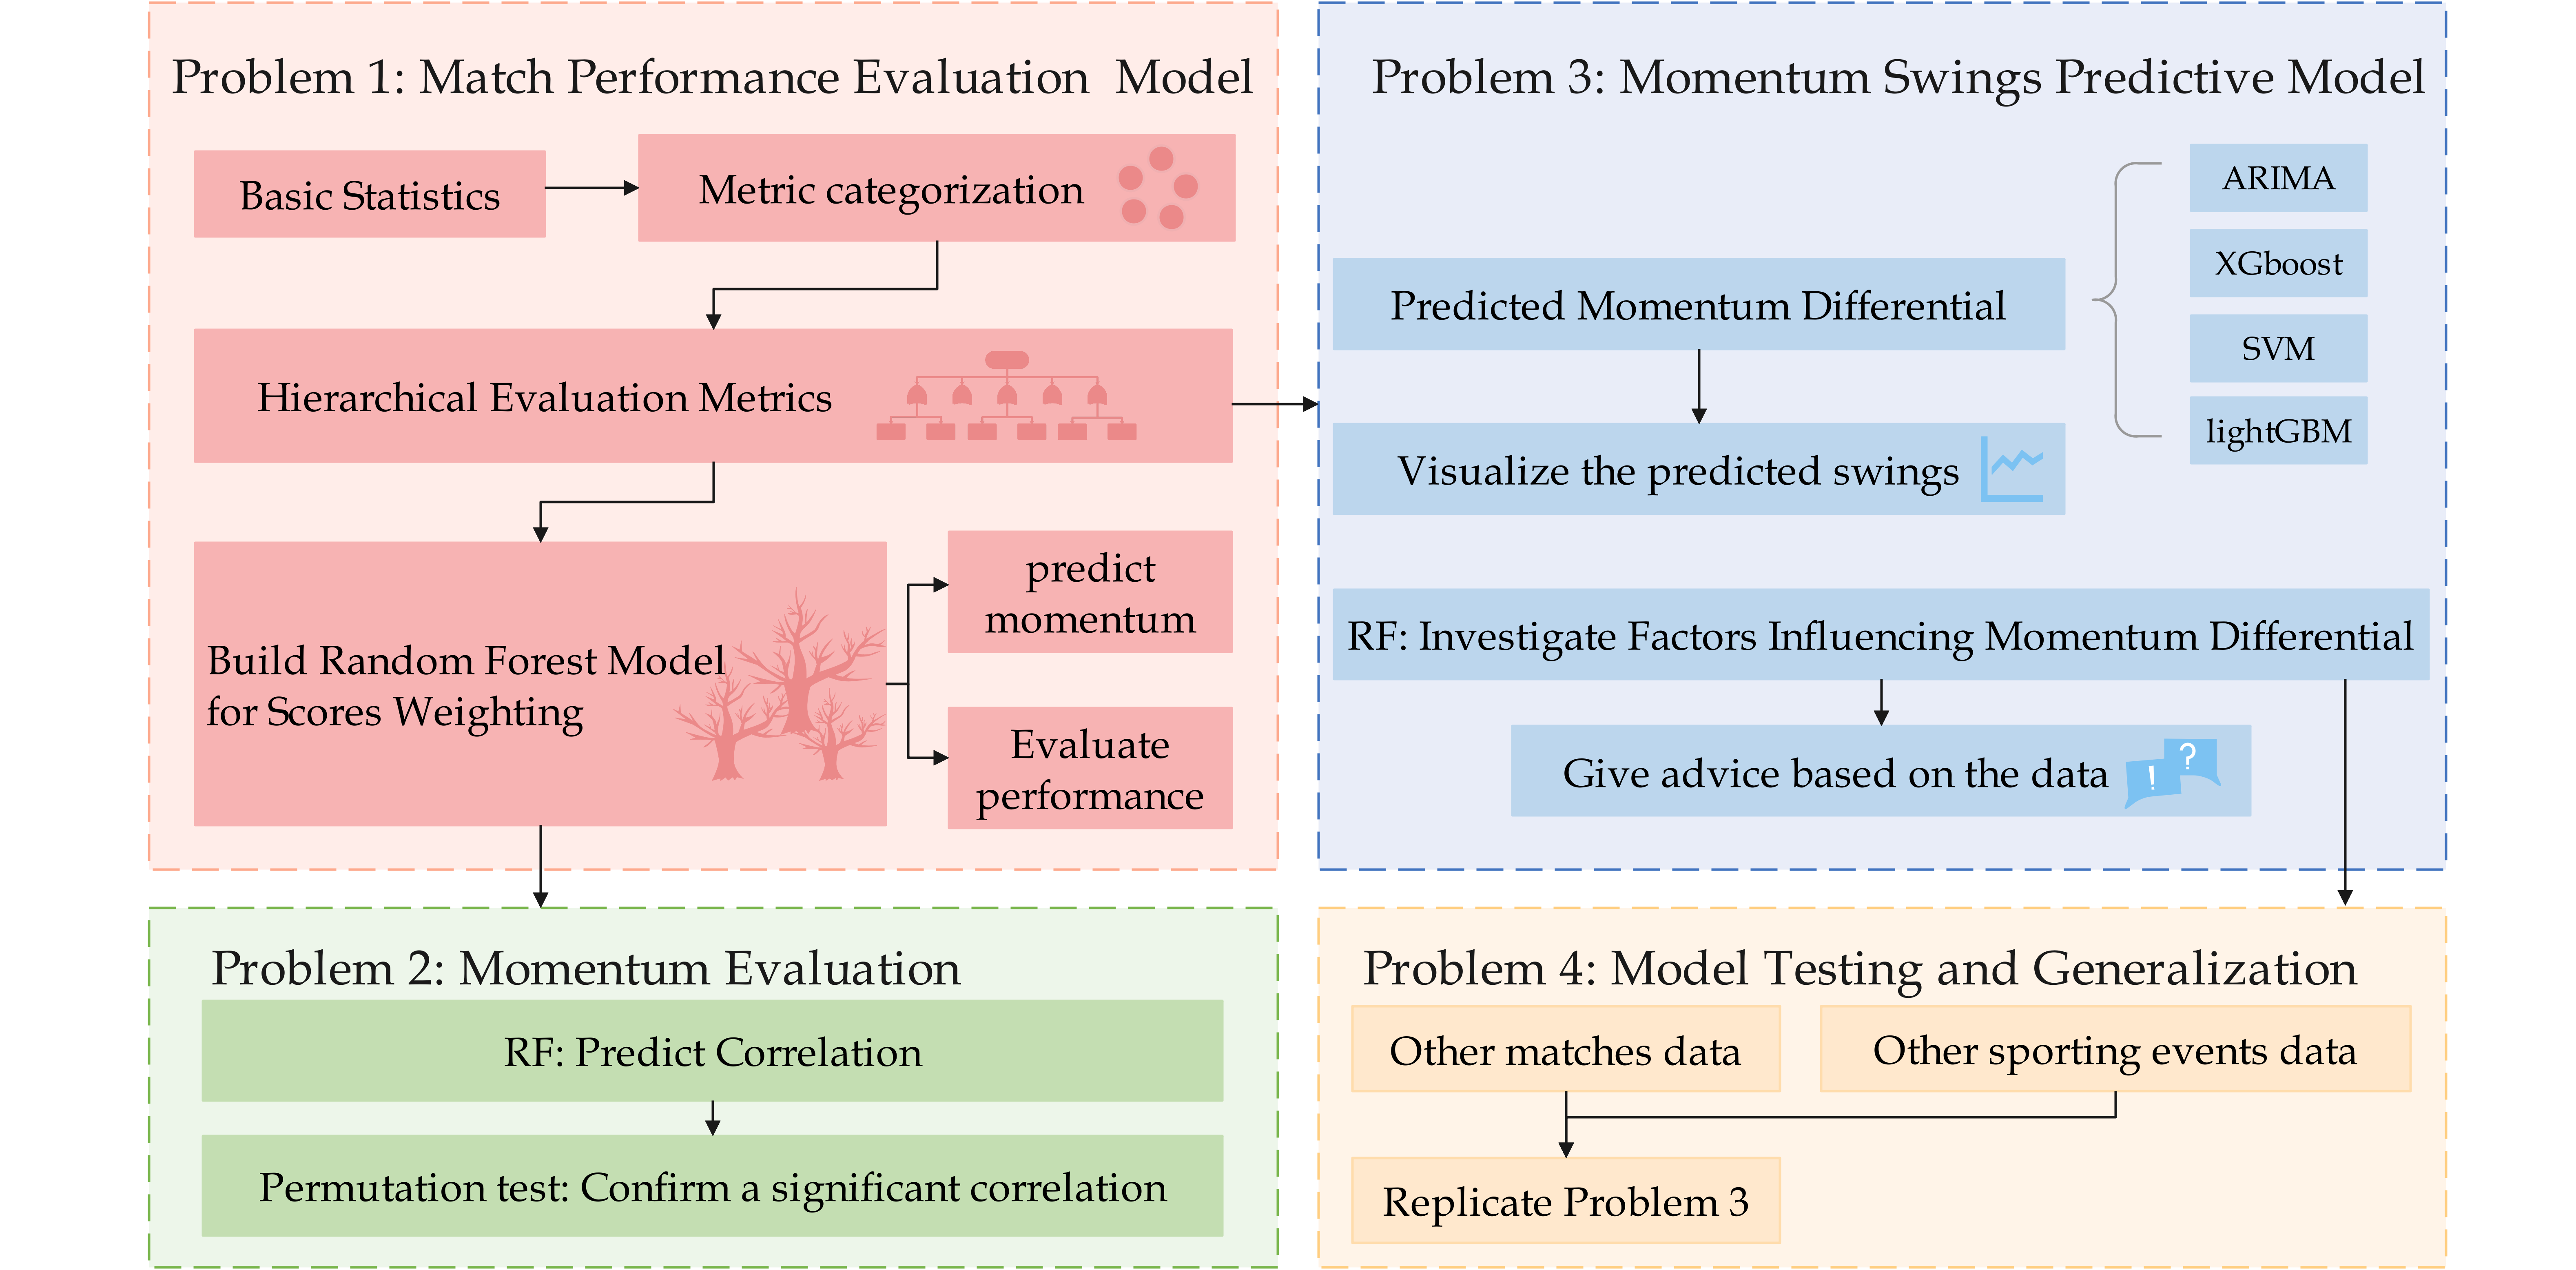 Problem 1: Match Performance Evaluation Model
Basic Statistics
Metric categorization
Hierarchical Evaluation Metrics
Build Random Forest Model
for Scores Weighting
predict
momentum
Evaluate
performance
Problem 2: Momentum Evaluation
RF: Predict Correlation
Permutation test: Confirm a significant correlation
Problem 3: Momentum Swings Predictive Model
Predicted Momentum Differential
ARIMA
XGboost
SVM
lightGBM
Visualize the predicted swings
RF: Investigate Factors Influencing Momentum Differential
Give advice based on the data
!
?
Problem 4: Model Testing and Generalization
Other matches data
Other sporting events data
Replicate Problem 3